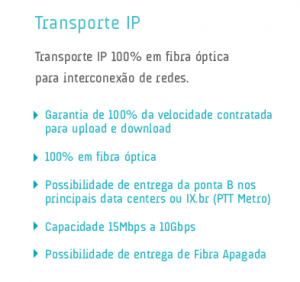 Transporte IP
Transporte IP 100% em fibra óptica
para interconexão de redes.
Garantia de 100% da velocidade contratada
para upload e download
100% em fibra óptica
Possibilidade de entrega da ponta B nos
principais data centers ou IX.br (PTT Metro)
Capacidade 15Mbps a 10Gbps
Possibilidade de entrega de Fibra Apagada